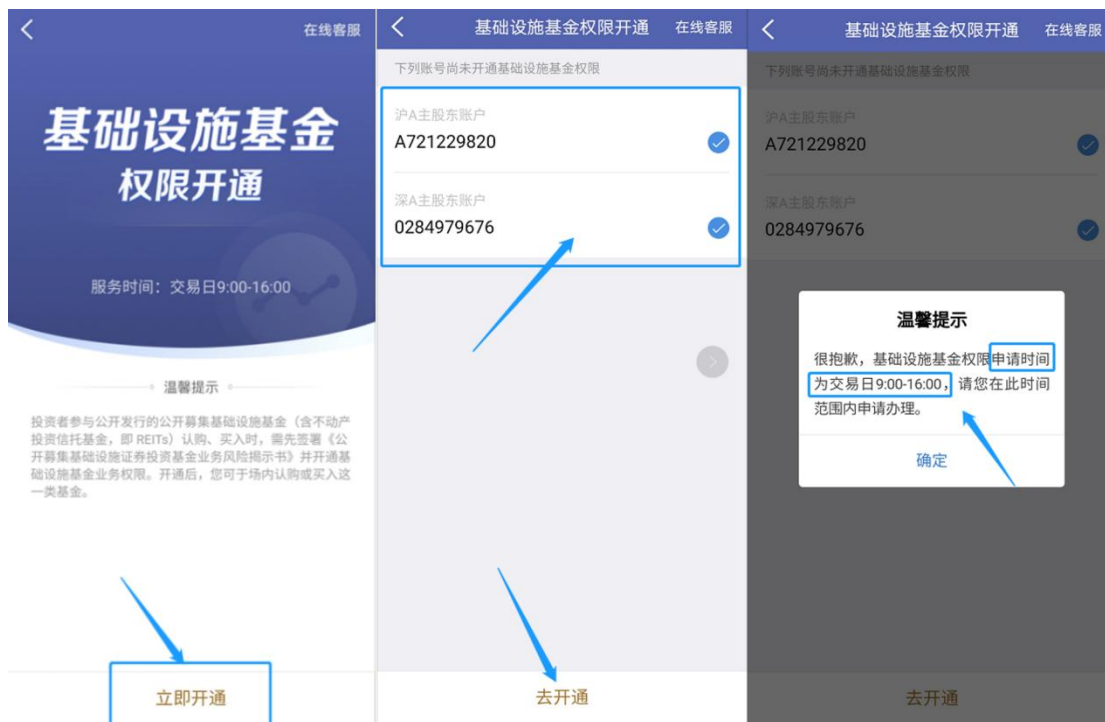 在线客服
基础设施基金
权限开通
服务时间：交易日9:00-16:00
温馨提示
投资者参与公开发行的公开募集基础设施基金（含不动产
投资信托基金，即 REITs）认购、买入时，需先签署《公
开募集基础设施证券投资基金业务风险揭示书》并开通基
础设施基金业务权限。开通后，您可于场内认购或买入这
一类基金。
立即开通
基础设施基金权限开通 在线客服
下列账号尚未开通基础设施基金权限
沪A主股东账户
A721229820
深A主股东账户
0284979676
去开通
基础设施基金权限开通 在线客服
下列账号尚未开通基础设施基金权限
沪A主股东账户
A721229820
深A主股东账户
0284979676
温馨提示
很抱歉，基础设施基金权限申请时间
为交易日9:00-16:00，请您在此时间
范围内申请办理。
确定
去开通